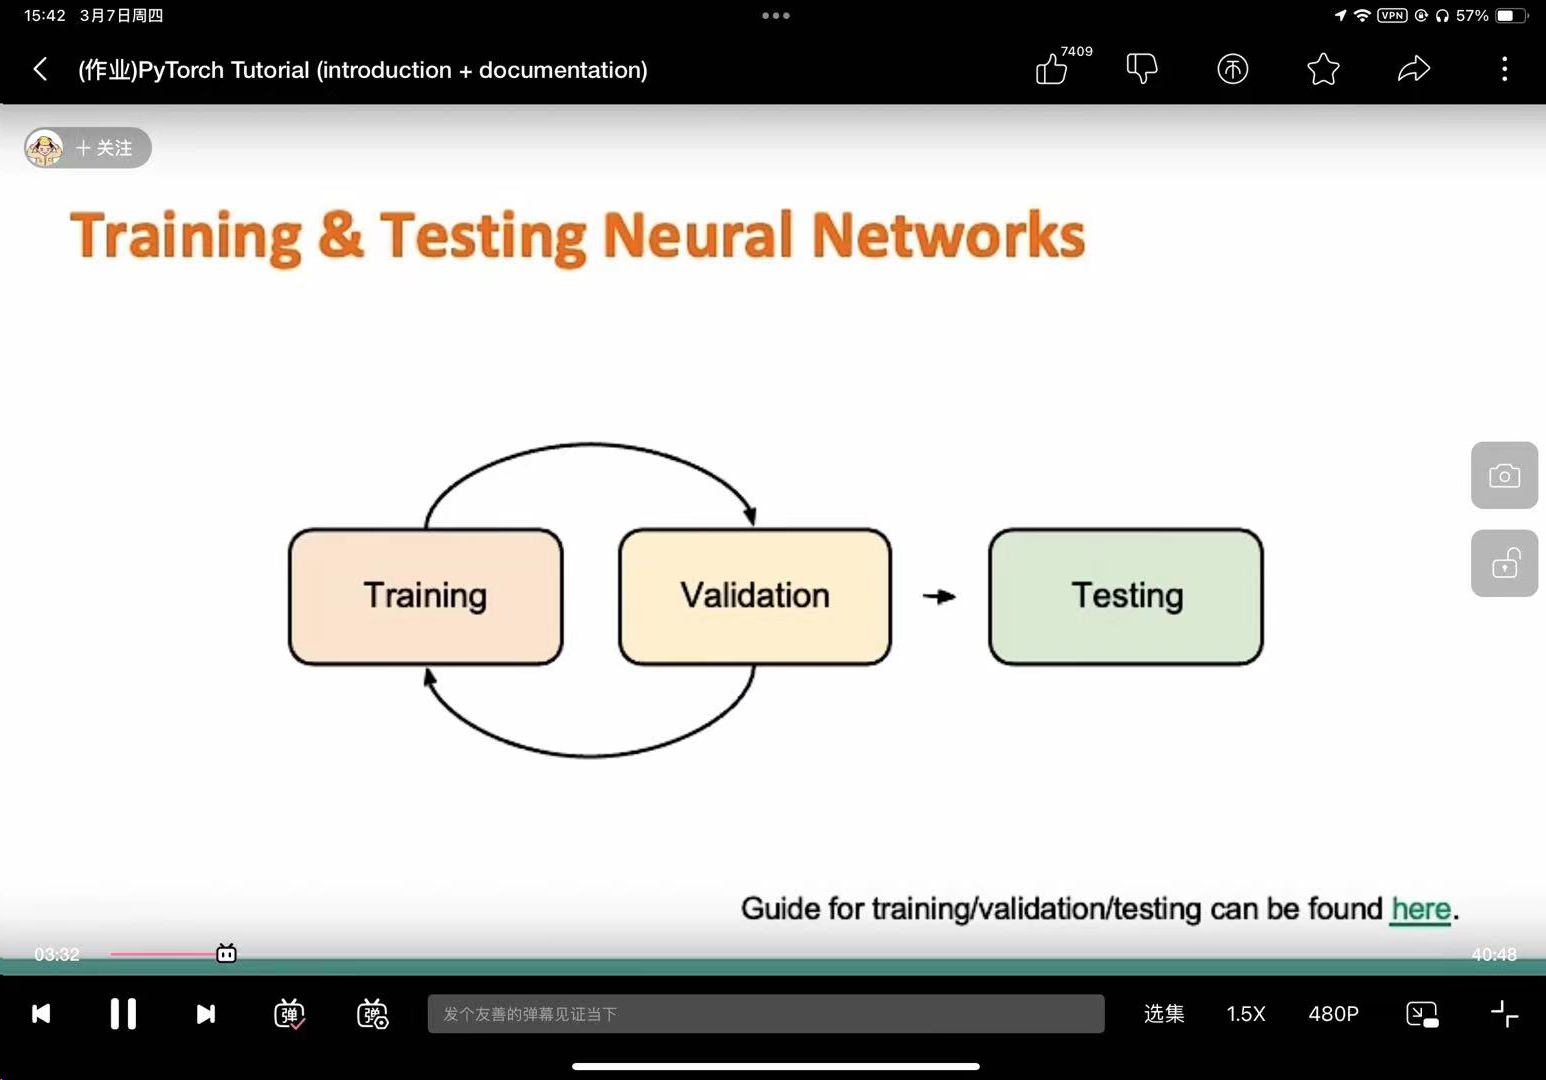 15:42 3月7日周四
VPN 57%
(作业)PyTorch Tutorial (introduction + documentation)
7409
+ 关注
Training & Testing Neural Networks
Training
Validation
Testing
Guide for training/validation/testing can be found here.
03:32
40:48
弹
弹
发个友善的弹幕见证当下
选集
1.5X
480P